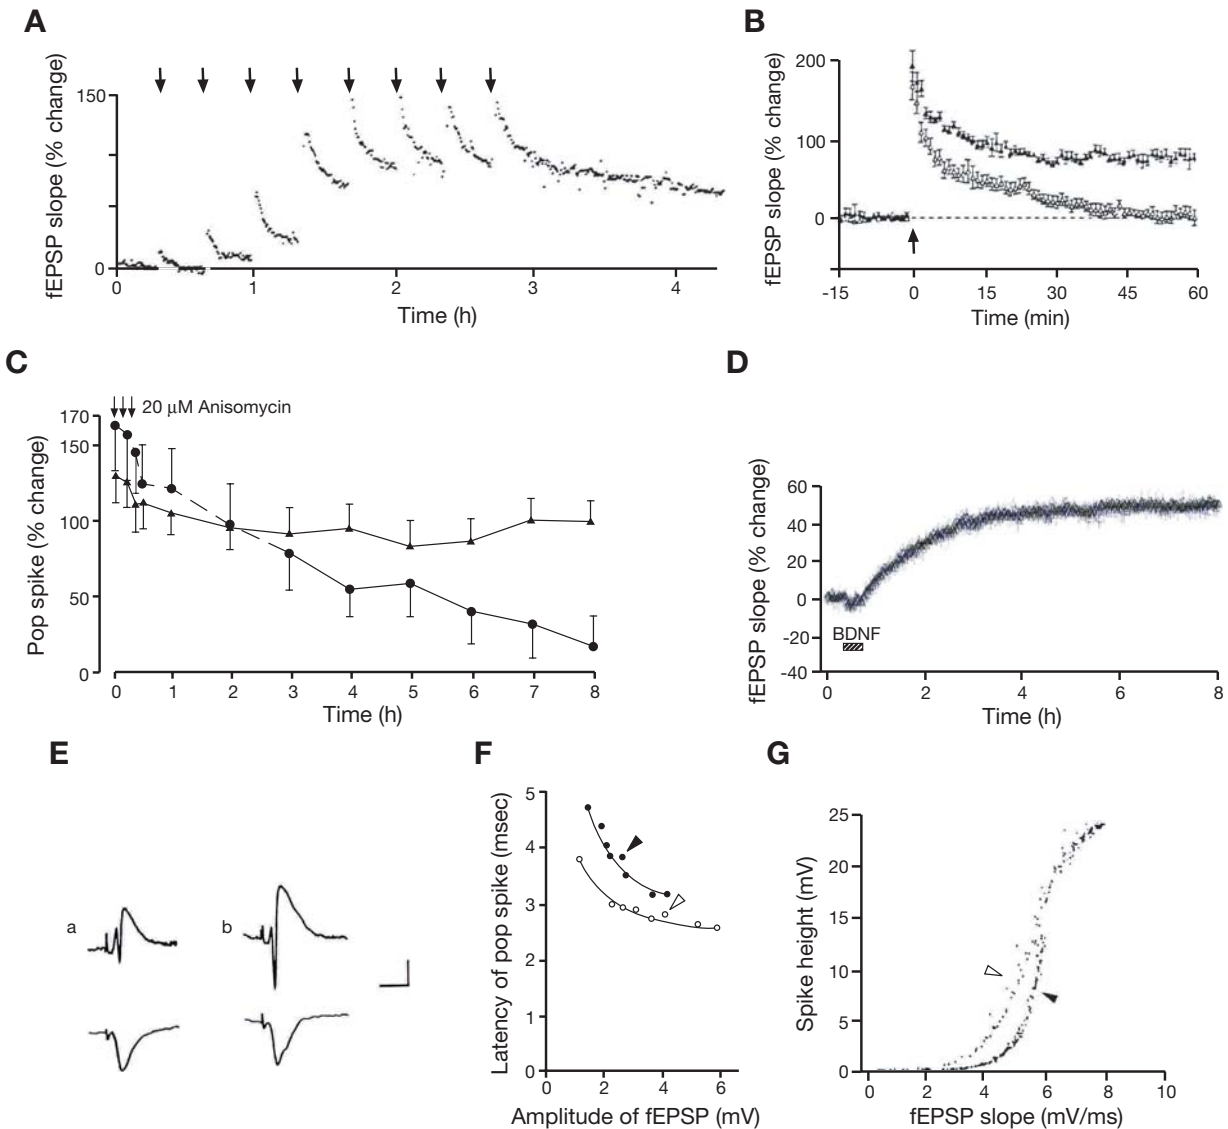 A
fEPSP slope (% change)
150
0
0
1
2
3
4
Time (h)
B
fEPSP slope (% change)
200
100
0
-15
0
15
30
45
60
Time (min)
C
20 μM Anisomycin
Pop spike (% change)
170
150
100
50
0
0
1
2
3
4
5
6
7
8
Time (h)
D
fEPSP slope (% change)
60
40
20
0
-20
-40
BDNF
0
2
4
6
8
Time (h)
E
a
b
F
Latency of pop spike (msec)
5
4
3
2
1
0
0
2
4
6
Amplitude of fEPSP (mV)
G
Spike height (mV)
25
20
15
10
5
0
0
2
4
6
8
10
fEPSP slope (mV/ms)